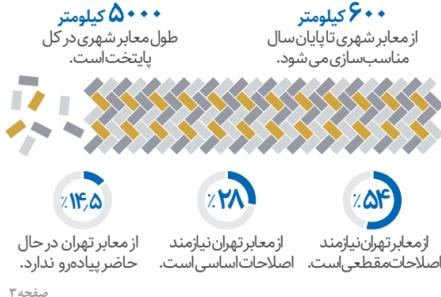 ۶۰۰ کیلومتر
از معابر شهری تا پایان سال
مناسب‌سازی می‌شود.
۵۰۰۰ کیلومتر
طول معابر شهری در کل
پایتخت است.
۵۴٪
از معابر تهران نیازمند
اصلاحات مقطعی است.
۲۸٪
از معابر تهران نیازمند
اصلاحات اساسی است.
۱۴٫۵٪
از معابر تهران در حال
حاضر پیاده‌رو ندارد.
صفحه ۳